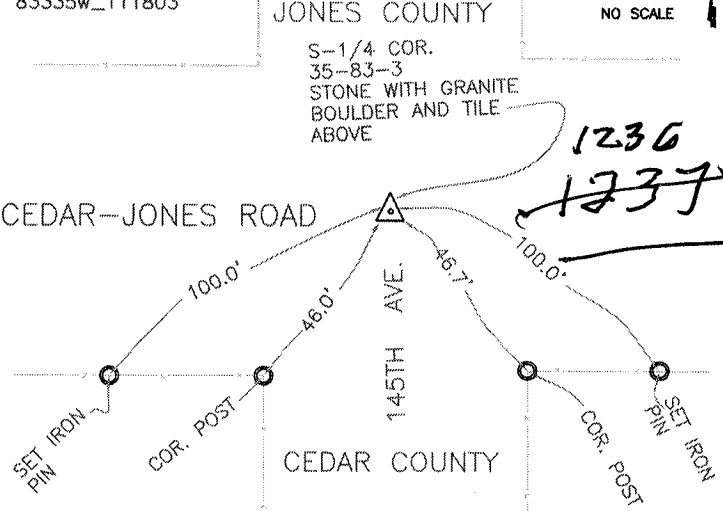 83335W_111803
JONES COUNTY
NO SCALE
S-1/4 COR.
35-83-3
STONE WITH GRANITE
BOULDER AND TILE
ABOVE
1236
1237
CEDAR-JONES ROAD
100.0'
46.0'
46.7'
100.0'
145TH AVE.
SET IRON
PIN
COR. POST
CEDAR COUNTY
COR. POST
SET IRON
PIN